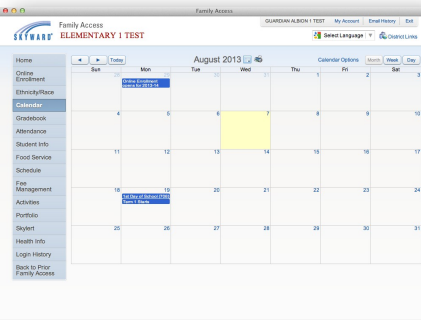 Family Access
Family Access
GUARDIAN ALBION 1 TEST My Account Email History Exit
SKYWARD ELEMENTARY 1 TEST
Select Language ▼ District Links
Home
Online Enrollment
Ethnicity/Race
Calendar
Gradebook
Attendance
Student Info
Food Service
Schedule
Fee Management
Activities
Portfolio
Skylert
Health Info
Login History
Back to Prior Family Access
◄ ► Today August 2013 Calendar Options Month Week Day
Sun Mon Tue Wed Thu Fri Sat
28 29 30 31 1 2 3
Online Enrollment
opens for 2013-14
4 5 6 7 8 9 10
11 12 13 14 15 16 17
18 19 20 21 22 23 24
1st Day of School
Term 1 Starts
25 26 27 28 29 30 31